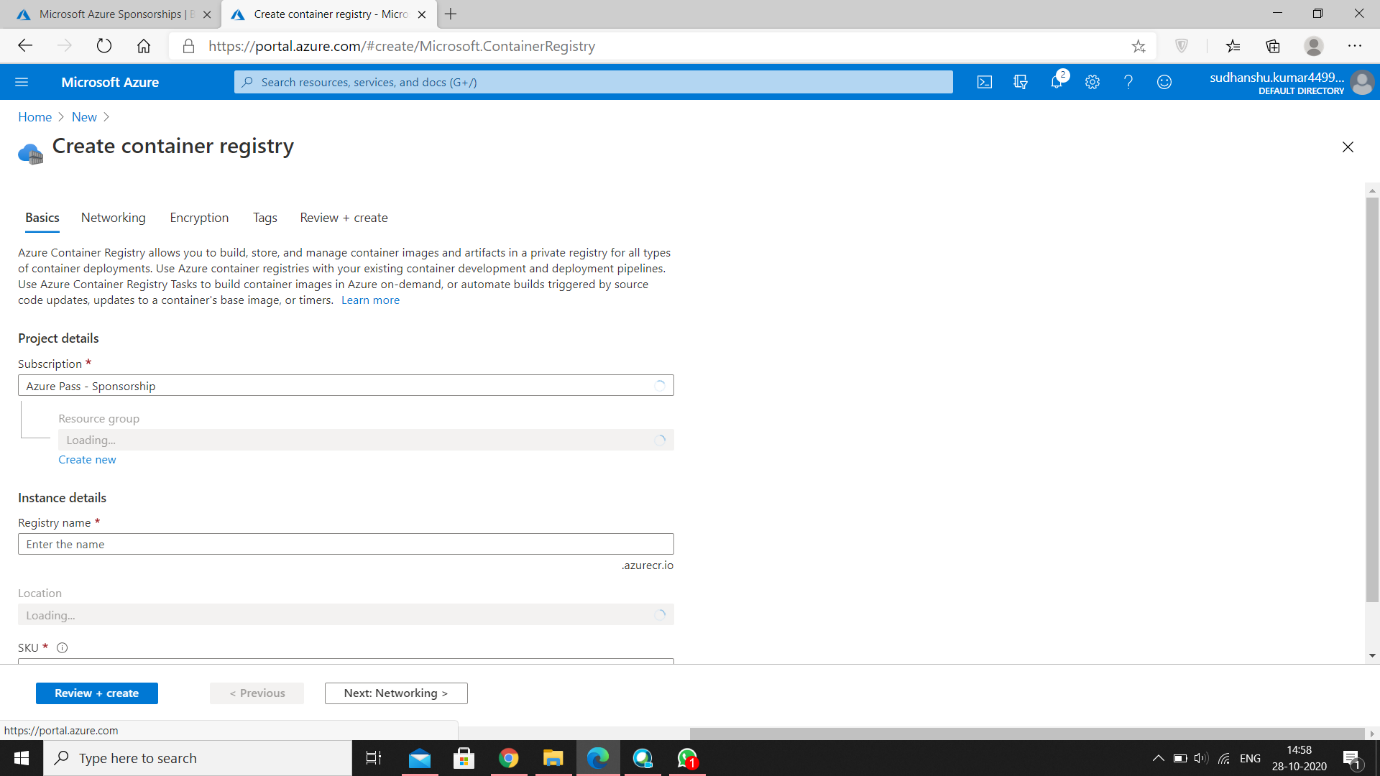 Microsoft Azure Sponsorships | E
Create container registry - Micro
https://portal.azure.com/#create/Microsoft.ContainerRegistry
Microsoft Azure
Search resources, services, and docs (G+/)
2
sudhanshu.kumar4499...
DEFAULT DIRECTORY
Home > New >
Create container registry
Basics Networking Encryption Tags Review + create
Azure Container Registry allows you to build, store, and manage container images and artifacts in a private registry for all types
of container deployments. Use Azure container registries with your existing container development and deployment pipelines.
Use Azure Container Registry Tasks to build container images in Azure on-demand, or automate builds triggered by source
code updates, updates to a container's base image, or timers. Learn more
Project details
Subscription *
Azure Pass - Sponsorship
Resource group
Loading...
Create new
Instance details
Registry name *
Enter the name
.azurecr.io
Location
Loading...
SKU *
Review + create
< Previous
Next: Networking >
https://portal.azure.com
Type here to search
1
ENG
14:58
28-10-2020
1